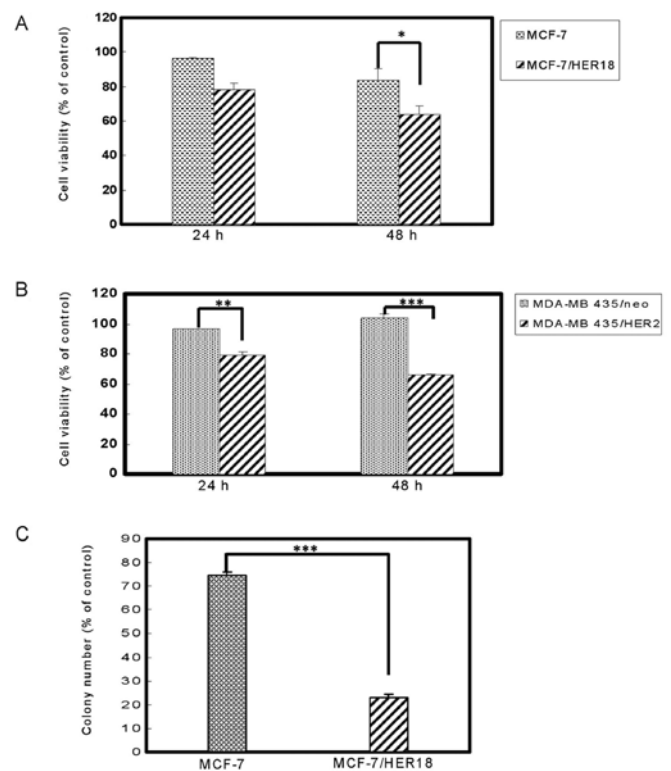 A
Cell viability (% of control)
120
100
80
60
40
20
0
*
24 h
48 h
MCF-7
MCF-7/HER18
B
Cell viability (% of control)
120
100
80
60
40
20
0
**
***
24 h
48 h
MDA-MB 435/neo
MDA-MB 435/HER2
C
Colony number (% of control)
90
80
70
60
50
40
30
20
10
0
***
MCF-7
MCF-7/HER18